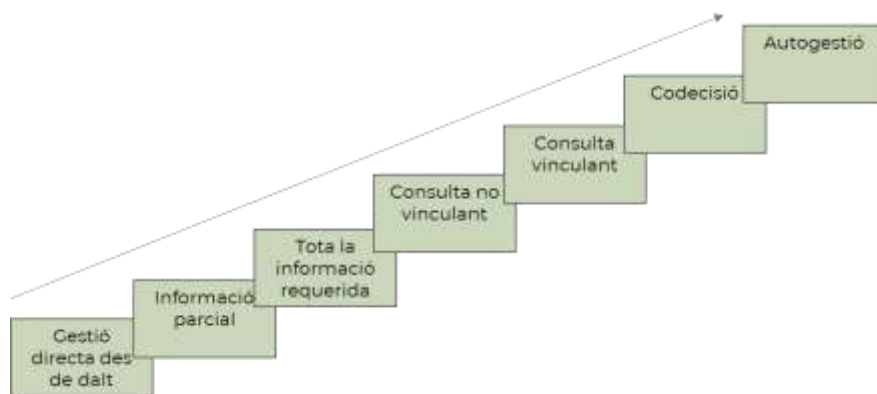 Autogestió
Codecisió
Consulta
vinculant
Consulta no
vinculant
Tota la
informació
requerida
Informació
parcial
Gestió
directa des
de dalt